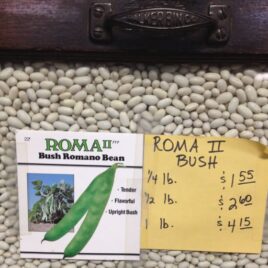 ROMA II™
Bush Romano Bean
· Tender
· Flavorful
· Upright Bush
ROMA II
BUSH
1/4 lb. $1.55
1/2 lb. $2.60
1 lb. $4.15